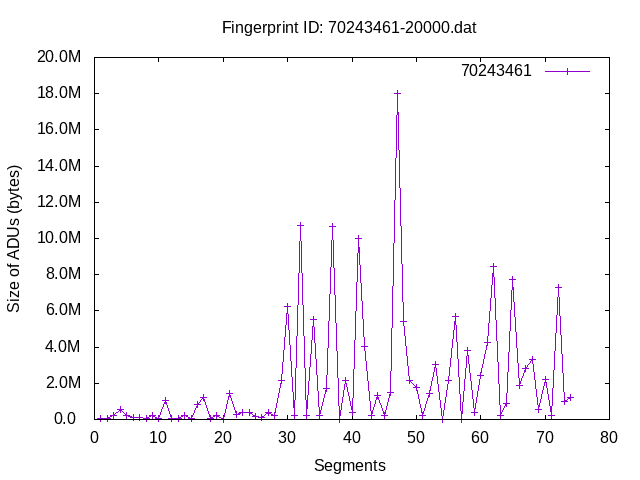 Fingerprint ID: 70243461-20000.dat
70243461
20.0M
18.0M
16.0M
14.0M
12.0M
10.0M
8.0M
6.0M
4.0M
2.0M
0.0
Size of ADUs (bytes)
0 10 20 30 40 50 60 70 80
Segments